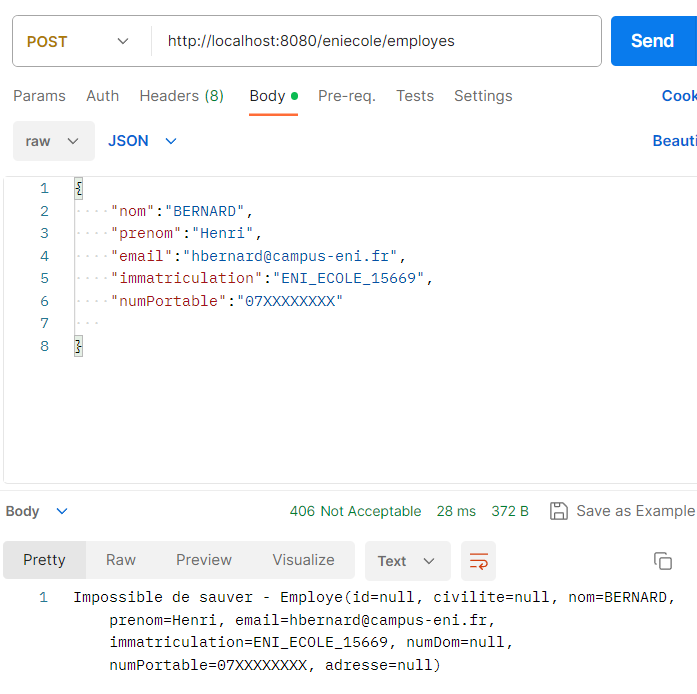 POST http://localhost:8080/eniecole/employes Send
Params Auth Headers (8) Body Pre-req. Tests Settings Cook
raw JSON Beauti
1 {
2 "nom":"BERNARD",
3 "prenom":"Henri",
4 "email":"hbernard@campus-eni.fr",
5 "immatriculation":"ENI_ECOLE_15669",
6 "numPortable":"07XXXXXXXX"
7
8 }
Body 406 Not Acceptable 28 ms 372 B Save as Example
Pretty Raw Preview Visualize Text
1 Impossible de sauver - Employe(id=null, civilite=null, nom=BERNARD,
prenom=Henri, email=hbernard@campus-eni.fr,
immatriculation=ENI_ECOLE_15669, numDom=null,
numPortable=07XXXXXXXX, adresse=null)